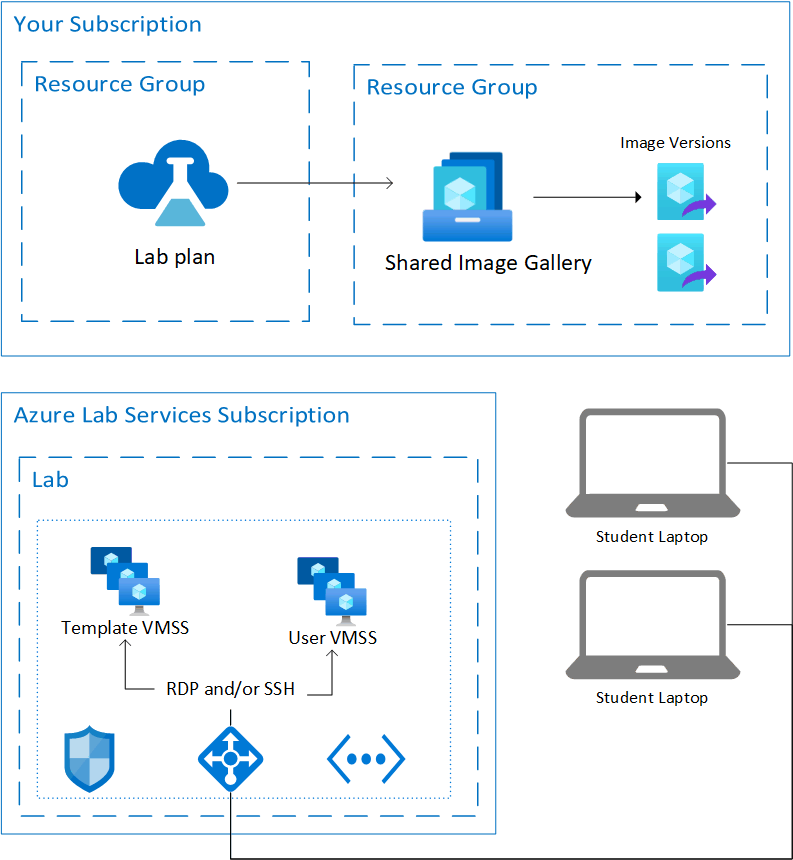 Your Subscription
Resource Group
Lab plan
Resource Group
Image Versions
Shared Image Gallery
Azure Lab Services Subscription
Lab
Template VMSS
User VMSS
RDP and/or SSH
Student Laptop
Student Laptop